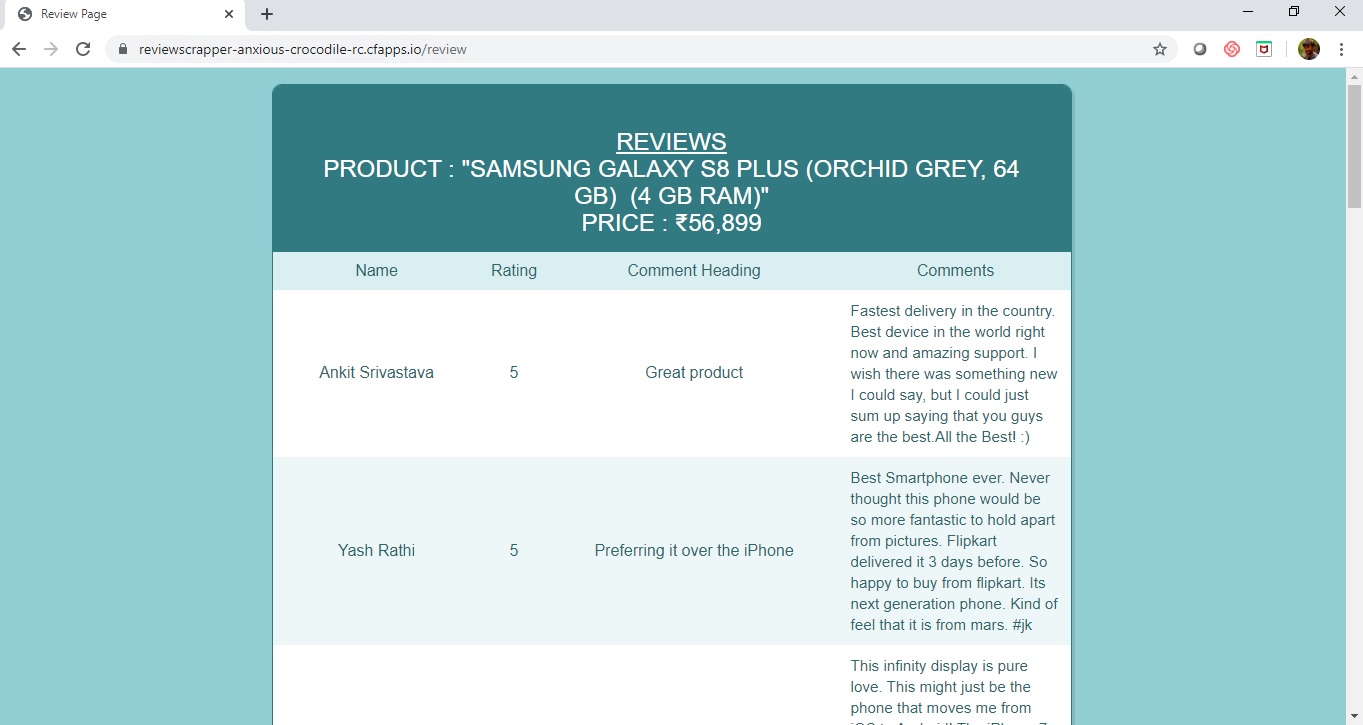 Review Page
reviewscrapper-anxious-crocodile-rc.cfapps.io/review
REVIEWS
PRODUCT : "SAMSUNG GALAXY S8 PLUS (ORCHID GREY, 64
GB)  (4 GB RAM)"
PRICE : ₹56,899
Name Rating Comment Heading Comments
Ankit Srivastava 5 Great product
Fastest delivery in the country.
Best device in the world right
now and amazing support. I
wish there was something new
I could say, but I could just
sum up saying that you guys
are the best.All the Best! :)
Yash Rathi 5 Preferring it over the iPhone
Best Smartphone ever. Never
thought this phone would be
so more fantastic to hold apart
from pictures. Flipkart
delivered it 3 days before. So
happy to buy from flipkart. Its
next generation phone. Kind of
feel that it is from mars. #jk
This infinity display is pure
love. This might just be the
phone that moves me from